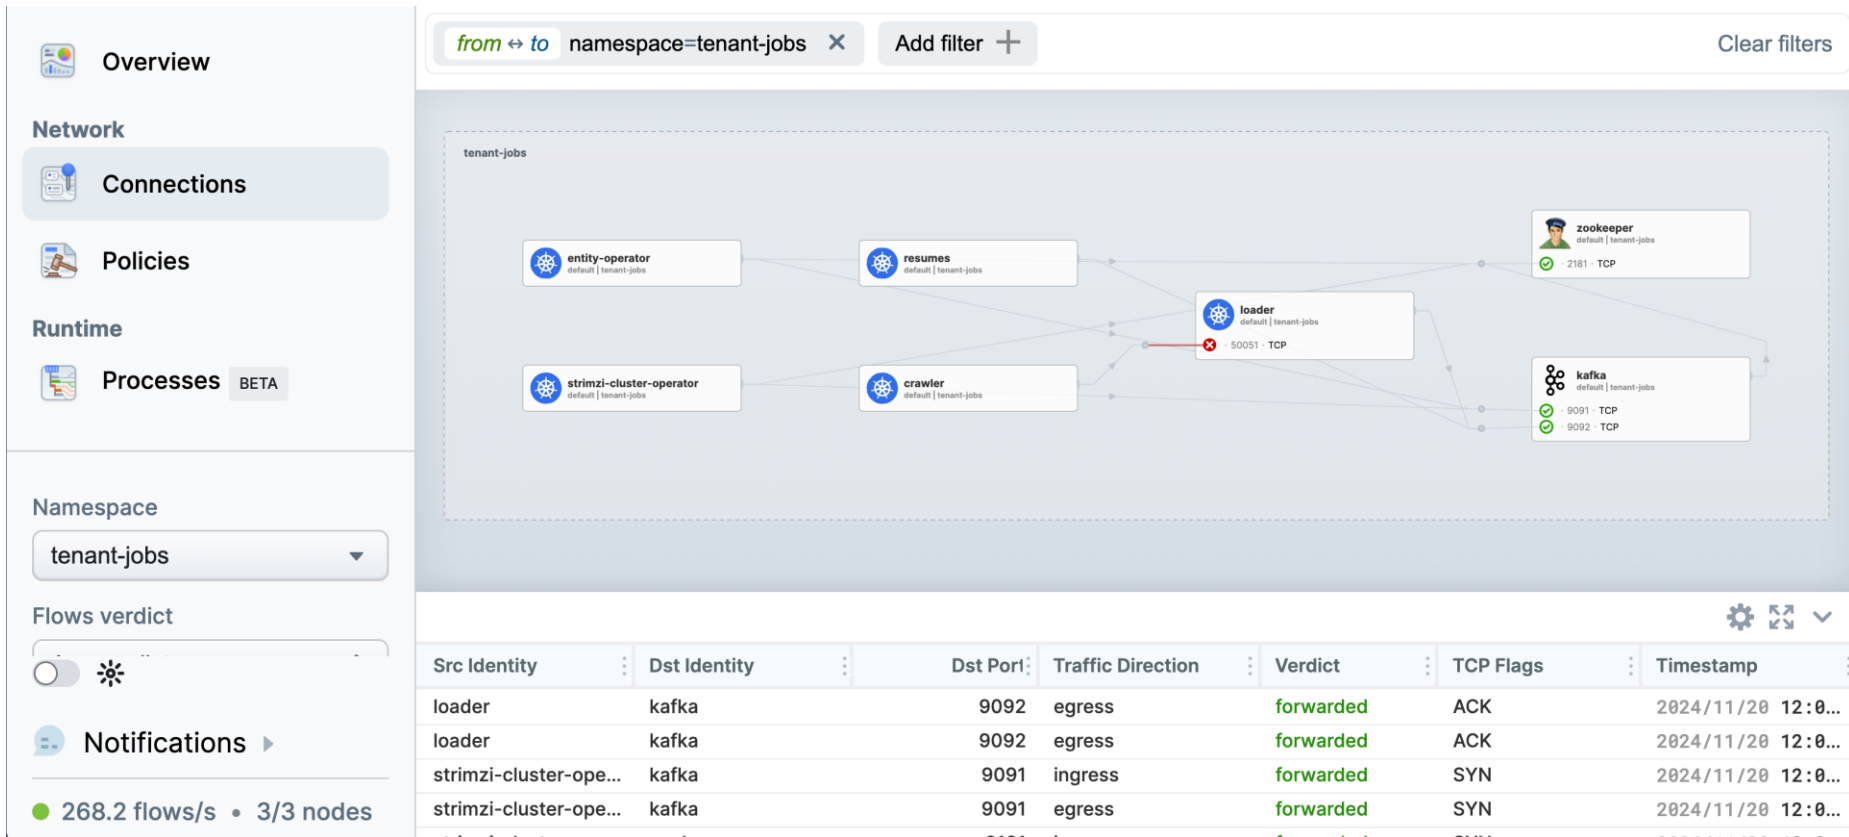 Overview
Network
Connections
Policies
Runtime
Processes BETA
Namespace
tenant-jobs
Flows verdict
Notifications
268.2 flows/s • 3/3 nodes
from ↔ to namespace=tenant-jobs
Add filter
Clear filters
tenant-jobs
entity-operator
default | tenant-jobs
resumes
default | tenant-jobs
zookeeper
default | tenant-jobs
· 2181 · TCP
loader
default | tenant-jobs
· 50051 · TCP
strimzi-cluster-operator
default | tenant-jobs
crawler
default | tenant-jobs
kafka
default | tenant-jobs
· 9091 · TCP
· 9092 · TCP
Src Identity Dst Identity Dst Port Traffic Direction Verdict TCP Flags Timestamp
loader kafka 9092 egress forwarded ACK 2024/11/20 12:0...
loader kafka 9092 egress forwarded ACK 2024/11/20 12:0...
strimzi-cluster-ope... kafka 9091 ingress forwarded SYN 2024/11/20 12:0...
strimzi-cluster-ope... kafka 9091 egress forwarded SYN 2024/11/20 12:0...